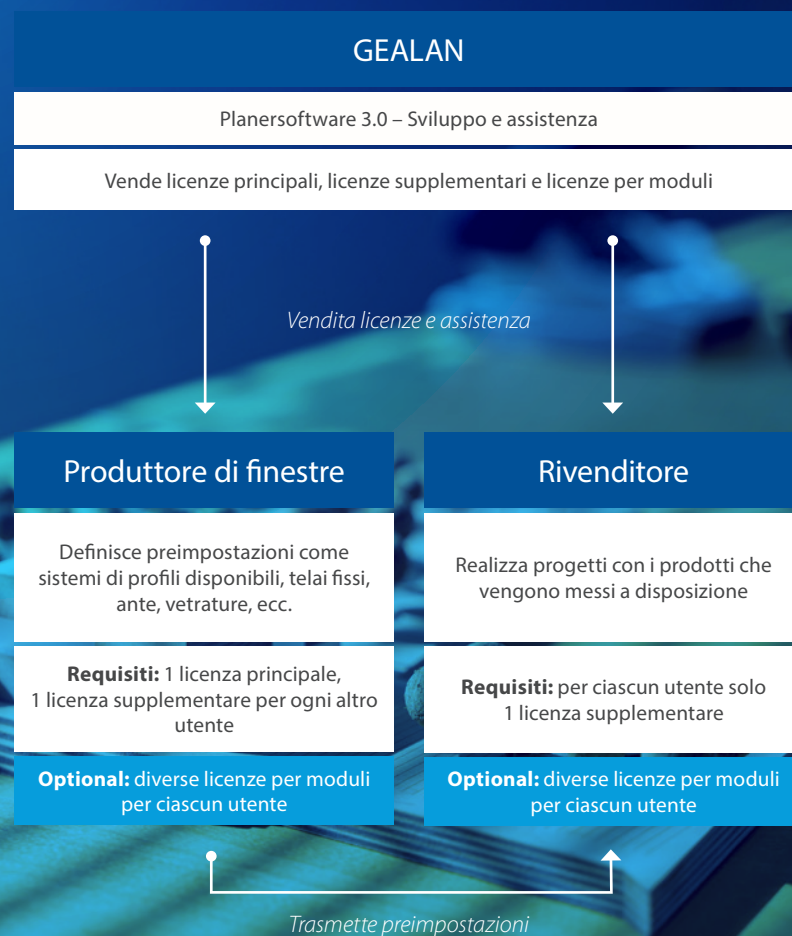 GEALAN
Planersoftware 3.0 – Sviluppo e assistenza
Vende licenze principali, licenze supplementari e licenze per moduli
Vendita licenze e assistenza
Produttore di finestre
Definisce preimpostazioni come
sistemi di profili disponibili, telai fissi,
ante, vetrature, ecc.
Requisiti: 1 licenza principale,
1 licenza supplementare per ogni altro
utente
Optional: diverse licenze per moduli
per ciascun utente
Rivenditore
Realizza progetti con i prodotti che
vengono messi a disposizione
Requisiti: per ciascun utente solo
1 licenza supplementare
Optional: diverse licenze per moduli
per ciascun utente
Trasmette preimpostazioni